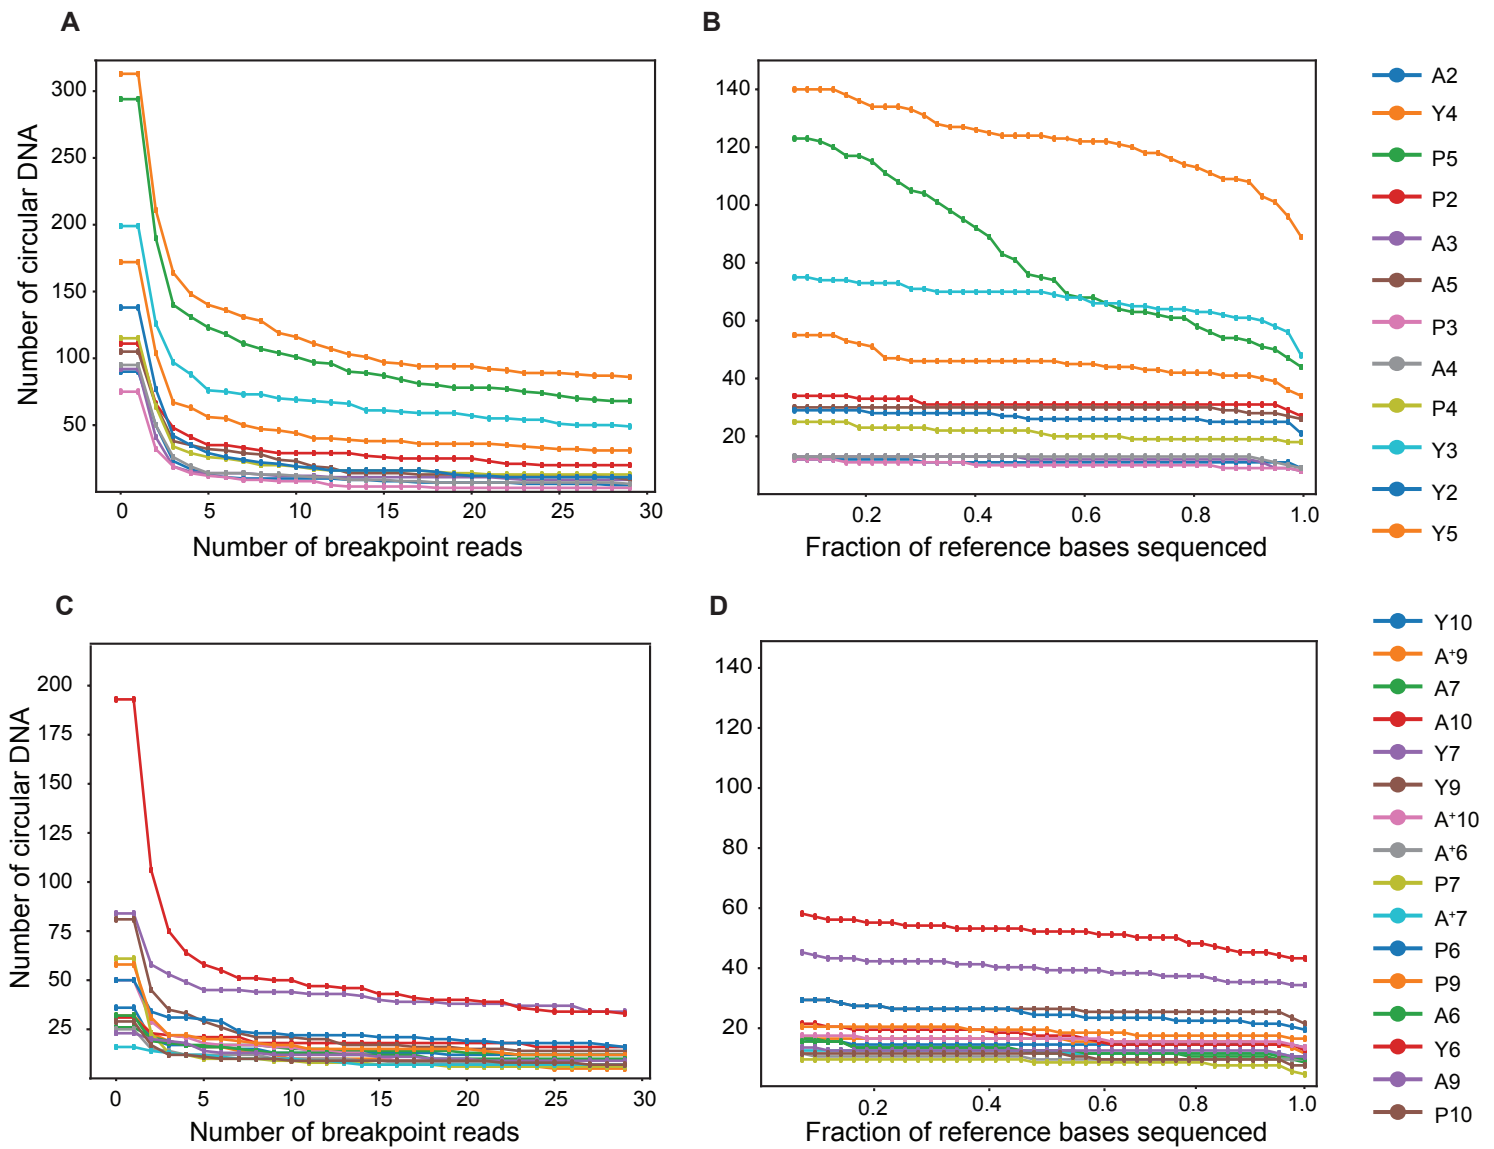 A
Number of circular DNA
300
250
200
150
100
50
0 5 10 15 20 25 30
Number of breakpoint reads
B
140
120
100
80
60
40
20
0.2 0.4 0.6 0.8 1.0
Fraction of reference bases sequenced
A2
Y4
P5
P2
A3
A5
P3
A4
P4
Y3
Y2
Y5
C
Number of circular DNA
200
175
150
125
100
75
50
25
0 5 10 15 20 25 30
Number of breakpoint reads
D
140
120
100
80
60
40
20
0.2 0.4 0.6 0.8 1.0
Fraction of reference bases sequenced
Y10
A⁺9
A7
A10
Y7
Y9
A⁺10
A⁺6
P7
A⁺7
P6
P9
A6
Y6
A9
P10